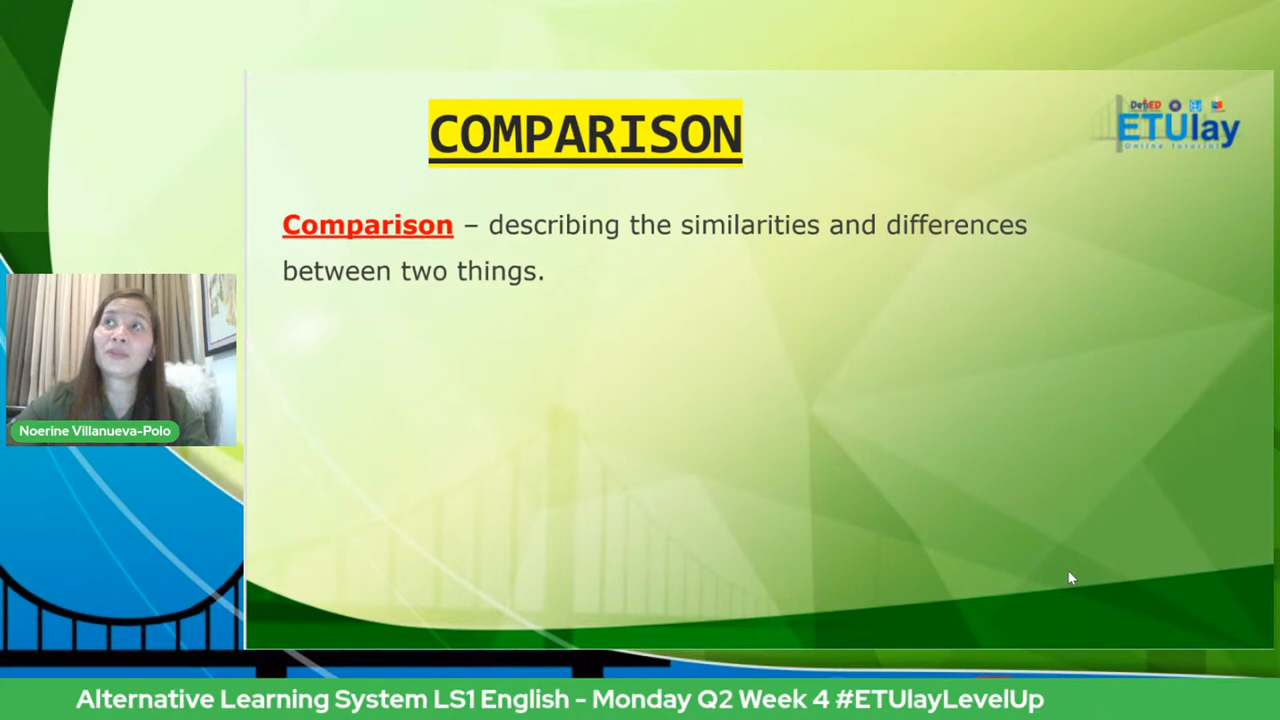 COMPARISON
DepED
ETUlay
Online Tutorial
Comparison – describing the similarities and differences
between two things.
Noerine Villanueva-Polo
Alternative Learning System LS1 English - Monday Q2 Week 4 #ETUlayLevelUp